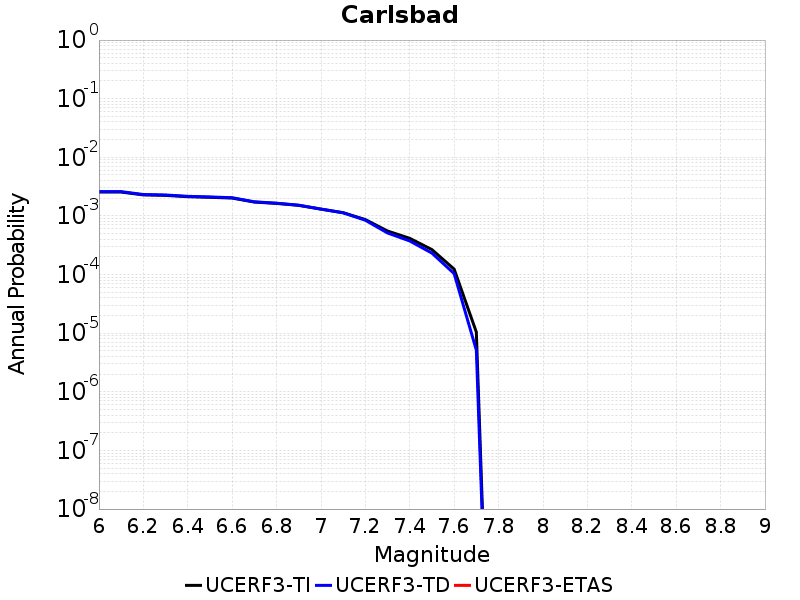 Carlsbad
Annual Probability
10^0
10^-1
10^-2
10^-3
10^-4
10^-5
10^-6
10^-7
10^-8
6 6.2 6.4 6.6 6.8 7 7.2 7.4 7.6 7.8 8 8.2 8.4 8.6 8.8 9
Magnitude
UCERF3-TI UCERF3-TD UCERF3-ETAS